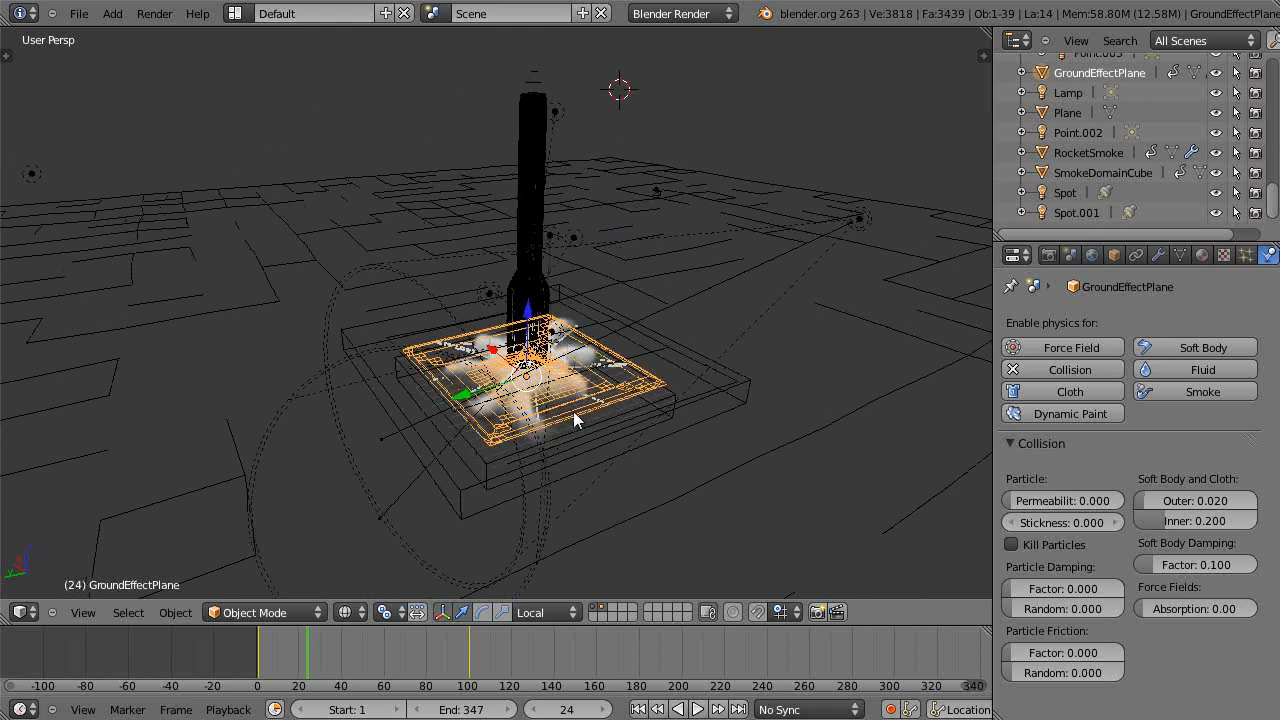 File Add Render Help Default Scene Blender Render blender.org 263 | Ve:3818 | Fa:3439 | Ob:1-39 | La:14 | Mem:58.80M (12.58M) | GroundEffectPlane
User Persp
View Search All Scenes
Point.003
GroundEffectPlane
Lamp
Plane
Point.002
RocketSmoke
SmokeDomainCube
Spot
Spot.001
GroundEffectPlane
Enable physics for:
Force Field Soft Body
Collision Fluid
Cloth Smoke
Dynamic Paint
Collision
Particle: Soft Body and Cloth:
Permeabilit: 0.000 Outer: 0.020
Stickness: 0.000 Inner: 0.200
Kill Particles Soft Body Damping:
Particle Damping: Factor: 0.100
Factor: 0.000 Force Fields:
Random: 0.000 Absorption: 0.00
Particle Friction:
Factor: 0.000
Random: 0.000
(24) GroundEffectPlane
View Select Object Object Mode Local
-100 -80 -60 -40 -20 0 20 40 60 80 100 120 140 160 180 200 220 240 260 280 300 320 340
View Marker Frame Playback Start: 1 End: 347 24 No Sync Location